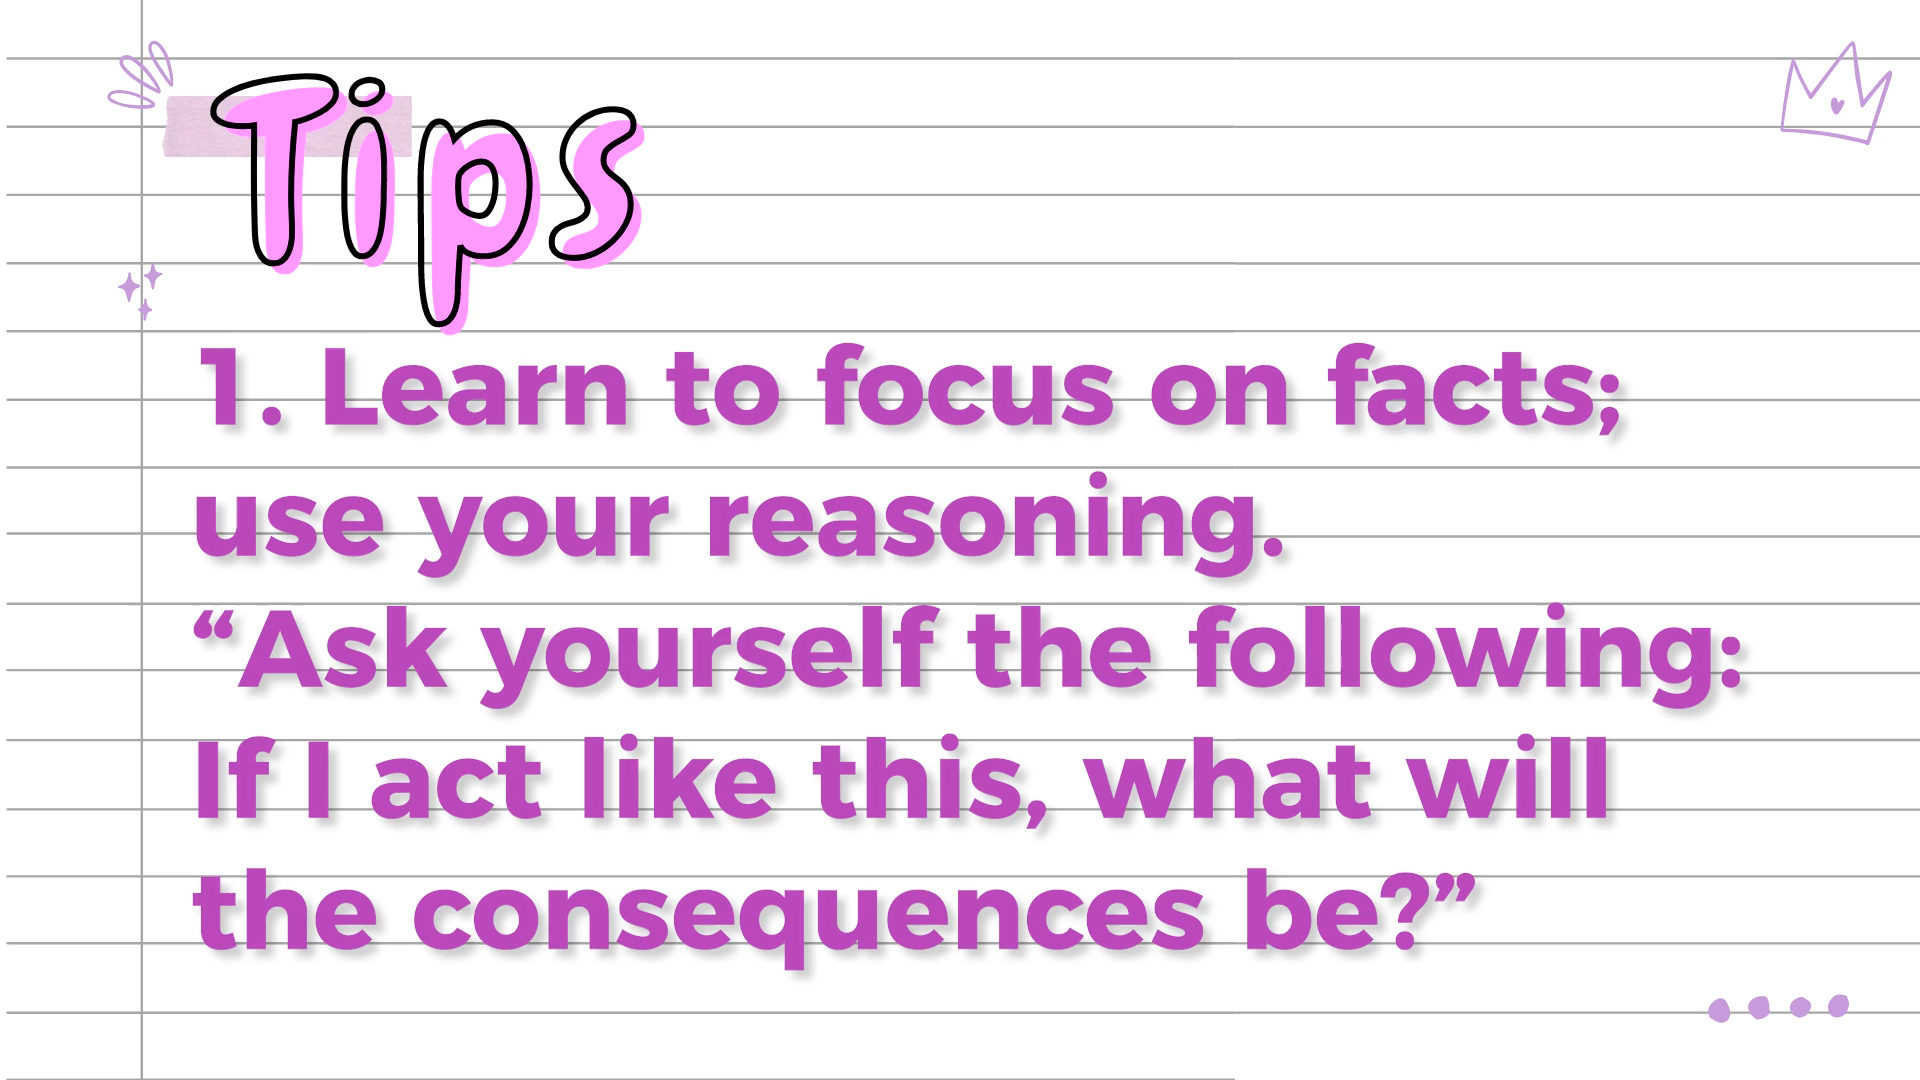 Tips
1. Learn to focus on facts;
use your reasoning.
“Ask yourself the following:
If I act like this, what will
the consequences be?”